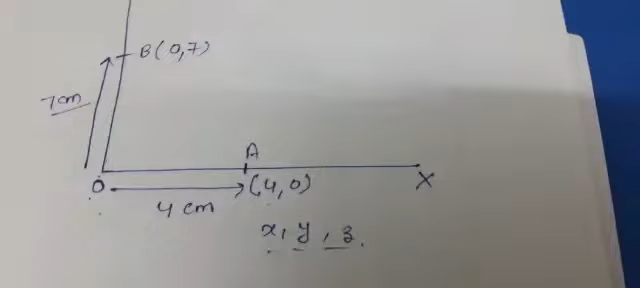 B(0,7)
7cm
A
O
(4,0)
X
4 cm
x, y, z.